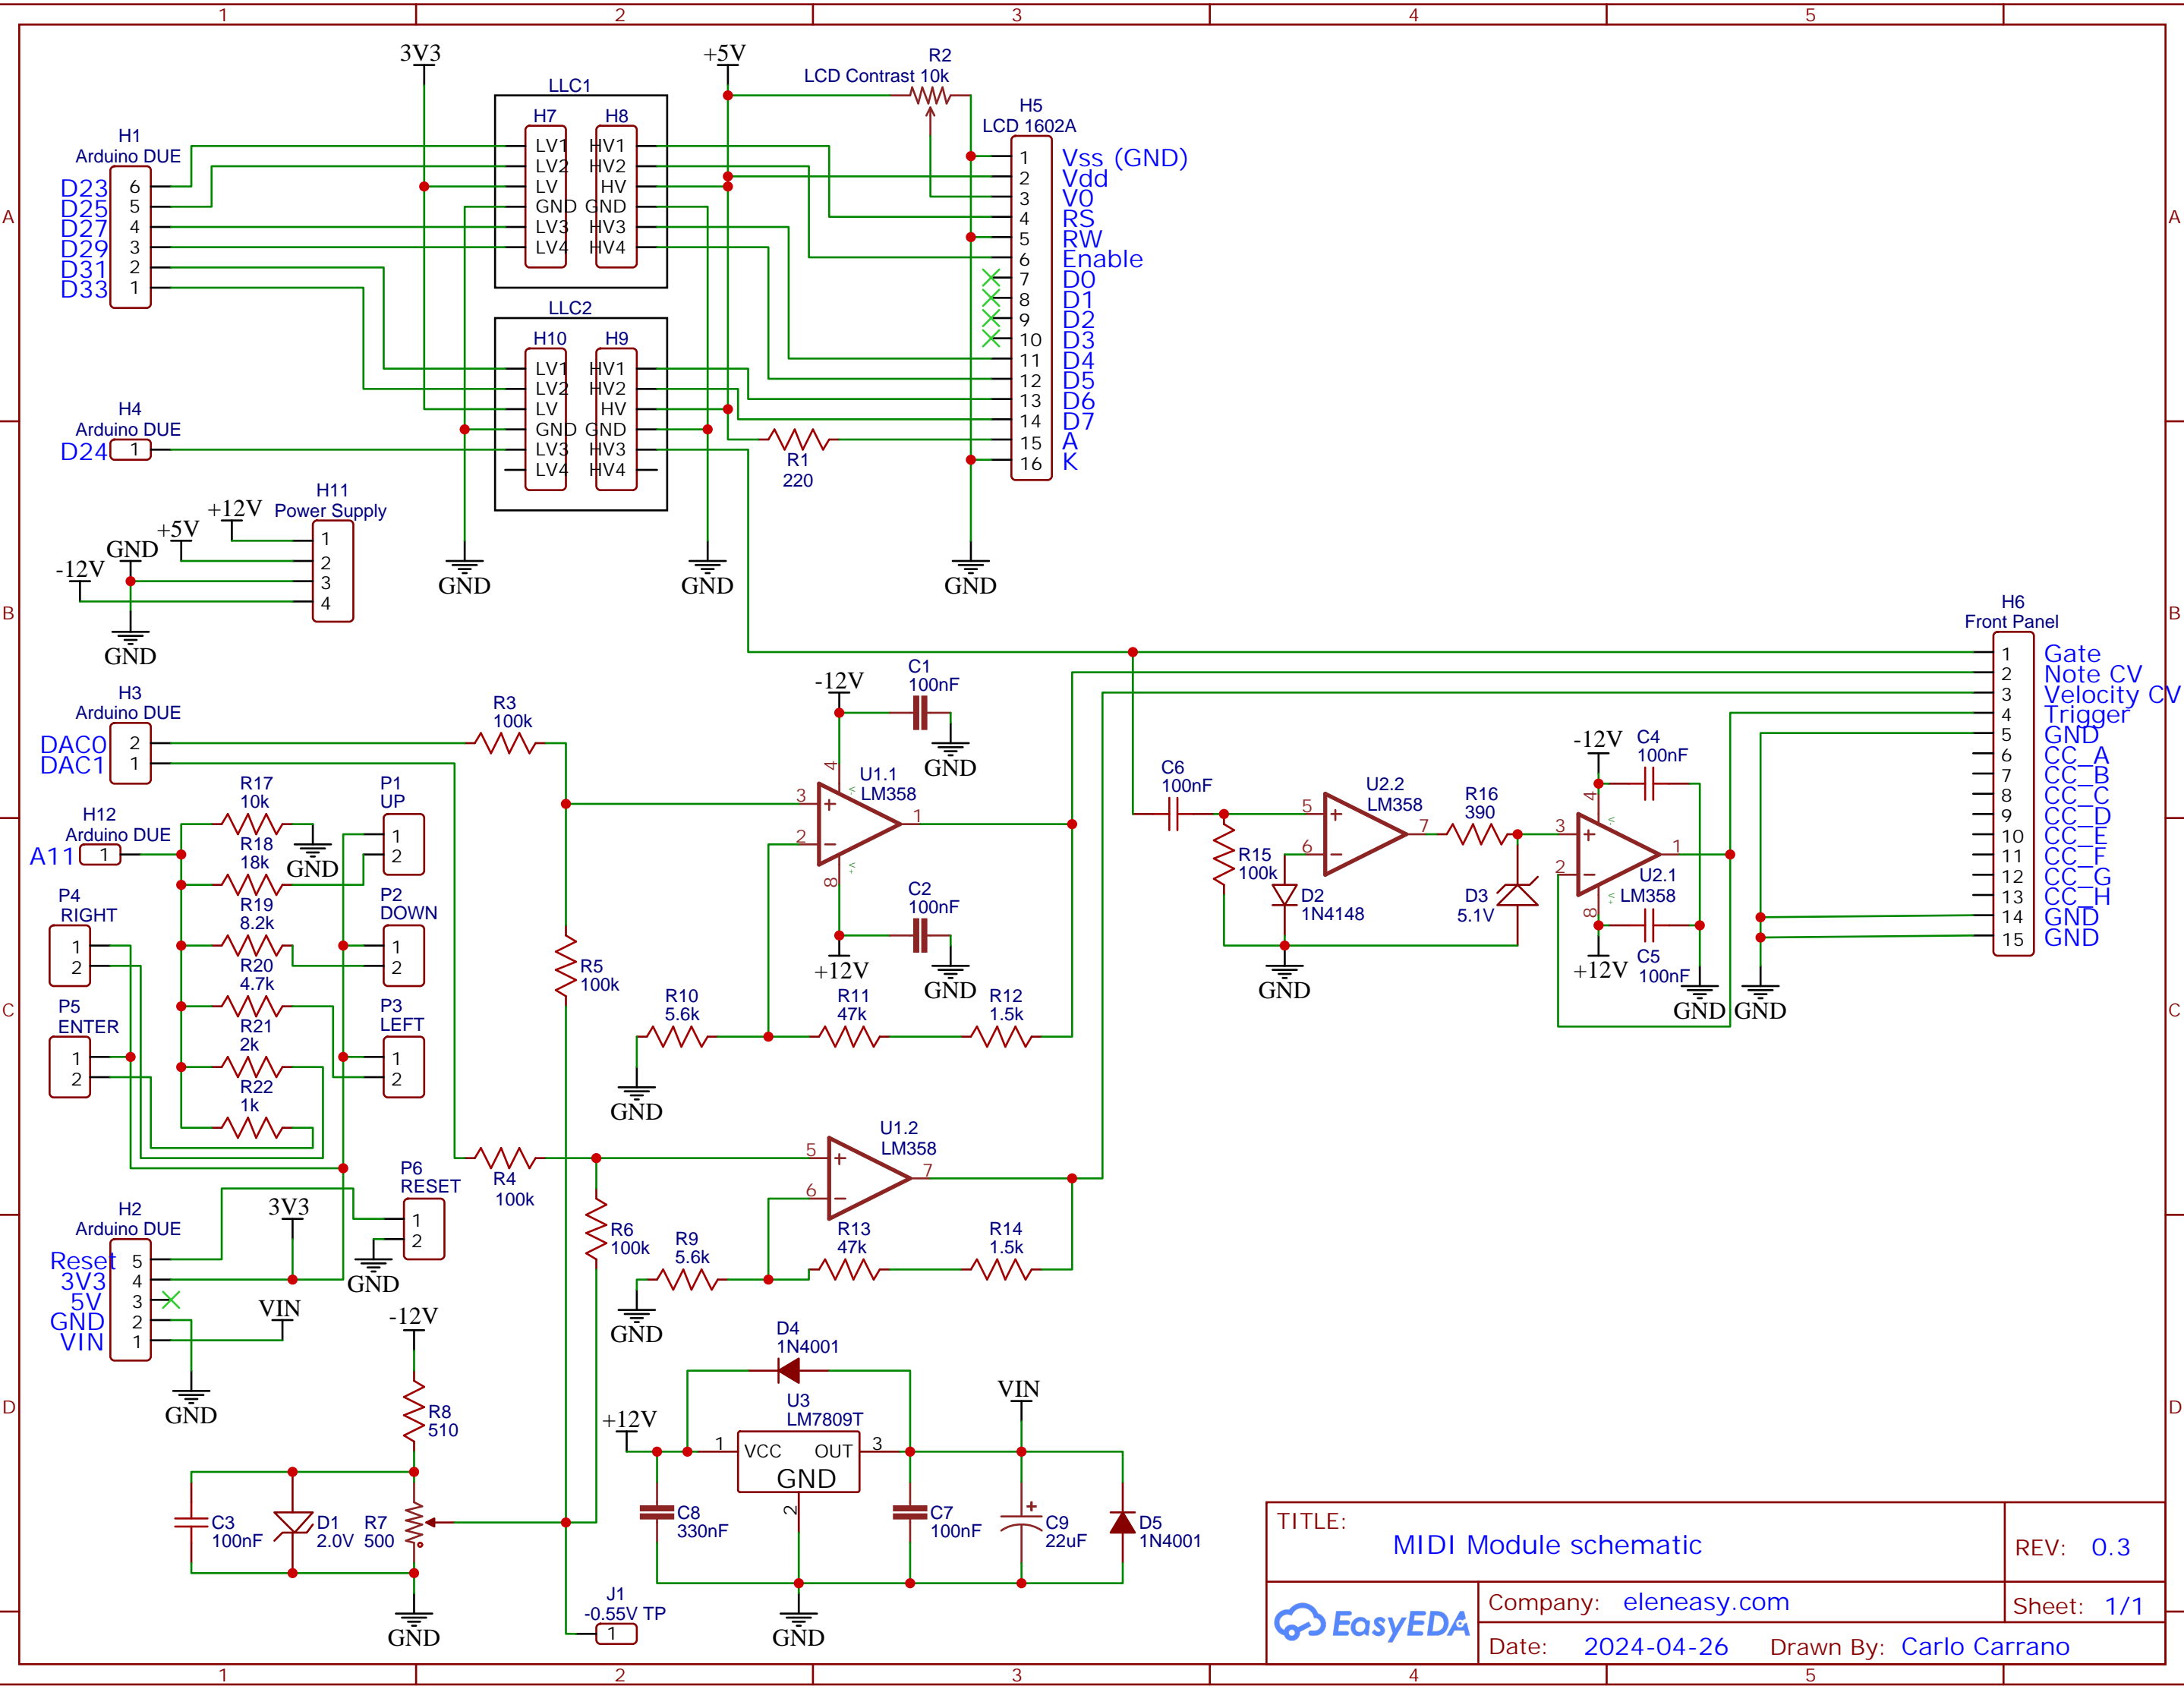 1 2 3 4 5
A
B
C
D
A
B
C
D
1 2 3 4 5
3V3
+5V
R2
LCD Contrast 10k
LLC1
H7
H8
LV1
LV2
LV
GND
LV3
LV4
HV1
HV2
HV
GND
HV3
HV4
H1
Arduino DUE
D23 6
D25 5
D27 4
D29 3
D31 2
D33 1
H5
LCD 1602A
1 Vss (GND)
2 Vdd
3 V0
4 RS
5 RW
6 Enable
7 D0
8 D1
9 D2
10 D3
11 D4
12 D5
13 D6
14 D7
15 A
16 K
LLC2
H10
H9
LV1
LV2
LV
GND
LV3
LV4
HV1
HV2
HV
GND
HV3
HV4
H4
Arduino DUE
D24 1
R1
220
GND
GND
GND
H11
Power Supply
+12V
+5V
GND
-12V
1
2
3
4
GND
H6
Front Panel
1 Gate
2 Note CV
3 Velocity CV
4 Trigger
5 GND
6 CC_A
7 CC_B
8 CC_C
9 CC_D
10 CC_E
11 CC_F
12 CC_G
13 CC_H
14 GND
15 GND
H3
Arduino DUE
DAC0 2
DAC1 1
R3
100k
-12V
C1
100nF
GND
U1.1
LM358
3
2
1
4
8
V-
V+
C2
100nF
+12V
GND
R5
100k
R10
5.6k
R11
47k
R12
1.5k
GND
C6
100nF
R15
100k
U2.2
LM358
5
6
7
D2
1N4148
R16
390
D3
5.1V
GND
-12V
C4
100nF
U2.1
LM358
3
2
1
4
8
V-
V+
C5
100nF
+12V
GND
GND
H12
Arduino DUE
A11 1
R17
10k
GND
R18
18k
R19
8.2k
R20
4.7k
R21
2k
R22
1k
P1
UP
1
2
P2
DOWN
1
2
P3
LEFT
1
2
P4
RIGHT
1
2
P5
ENTER
1
2
P6
RESET
1
2
GND
R4
100k
R6
100k
U1.2
LM358
5
6
7
R9
5.6k
R13
47k
R14
1.5k
GND
H2
Arduino DUE
Reset 5
3V3 4
5V 3
GND 2
VIN 1
3V3
VIN
GND
-12V
R8
510
C3
100nF
D1
2.0V
R7
500
GND
J1
-0.55V TP
1
D4
1N4001
U3
LM7809T
+12V
1
VCC
OUT
3
GND
2
VIN
C8
330nF
C7
100nF
C9
22uF
D5
1N4001
GND
TITLE:
MIDI Module schematic
REV: 0.3
EasyEDA
Company: eleneasy.com
Sheet: 1/1
Date: 2024-04-26
Drawn By: Carlo Carrano